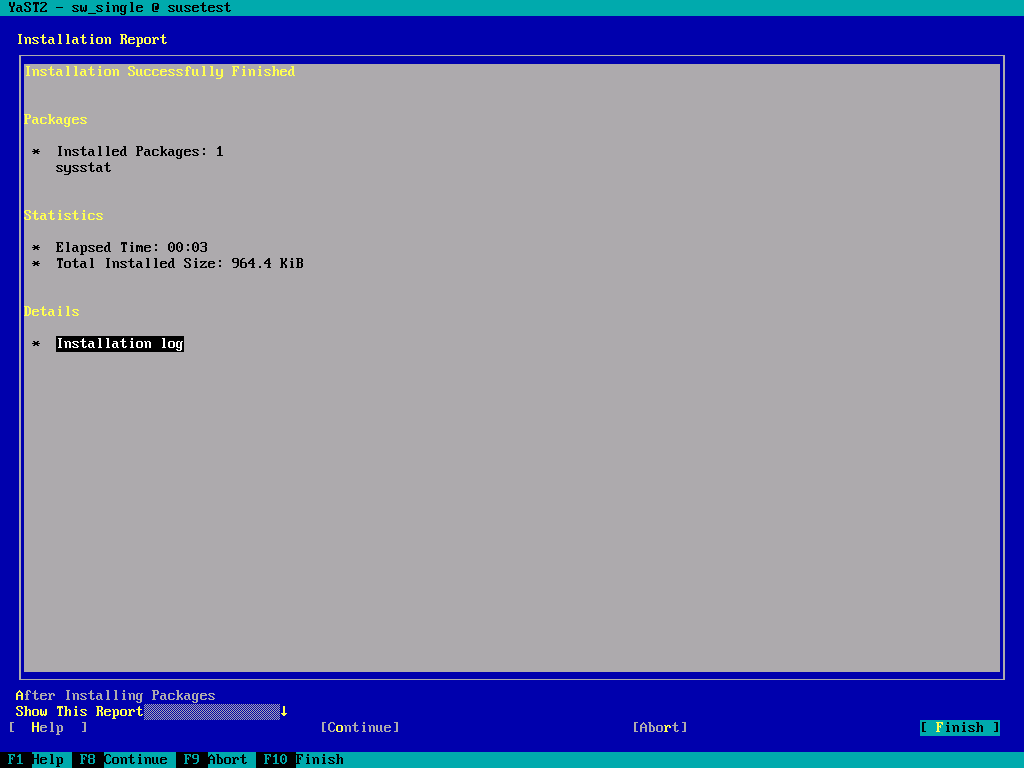 YaST2 - sw_single @ susetest
Installation Report
Installation Successfully Finished
Packages
* Installed Packages: 1
sysstat
Statistics
* Elapsed Time: 00:03
* Total Installed Size: 964.4 KiB
Details
* Installation log
After Installing Packages
Show This Report↓
[ Help ] [Continue] [Abort] [ Finish ]
F1 Help F8 Continue F9 Abort F10 Finish